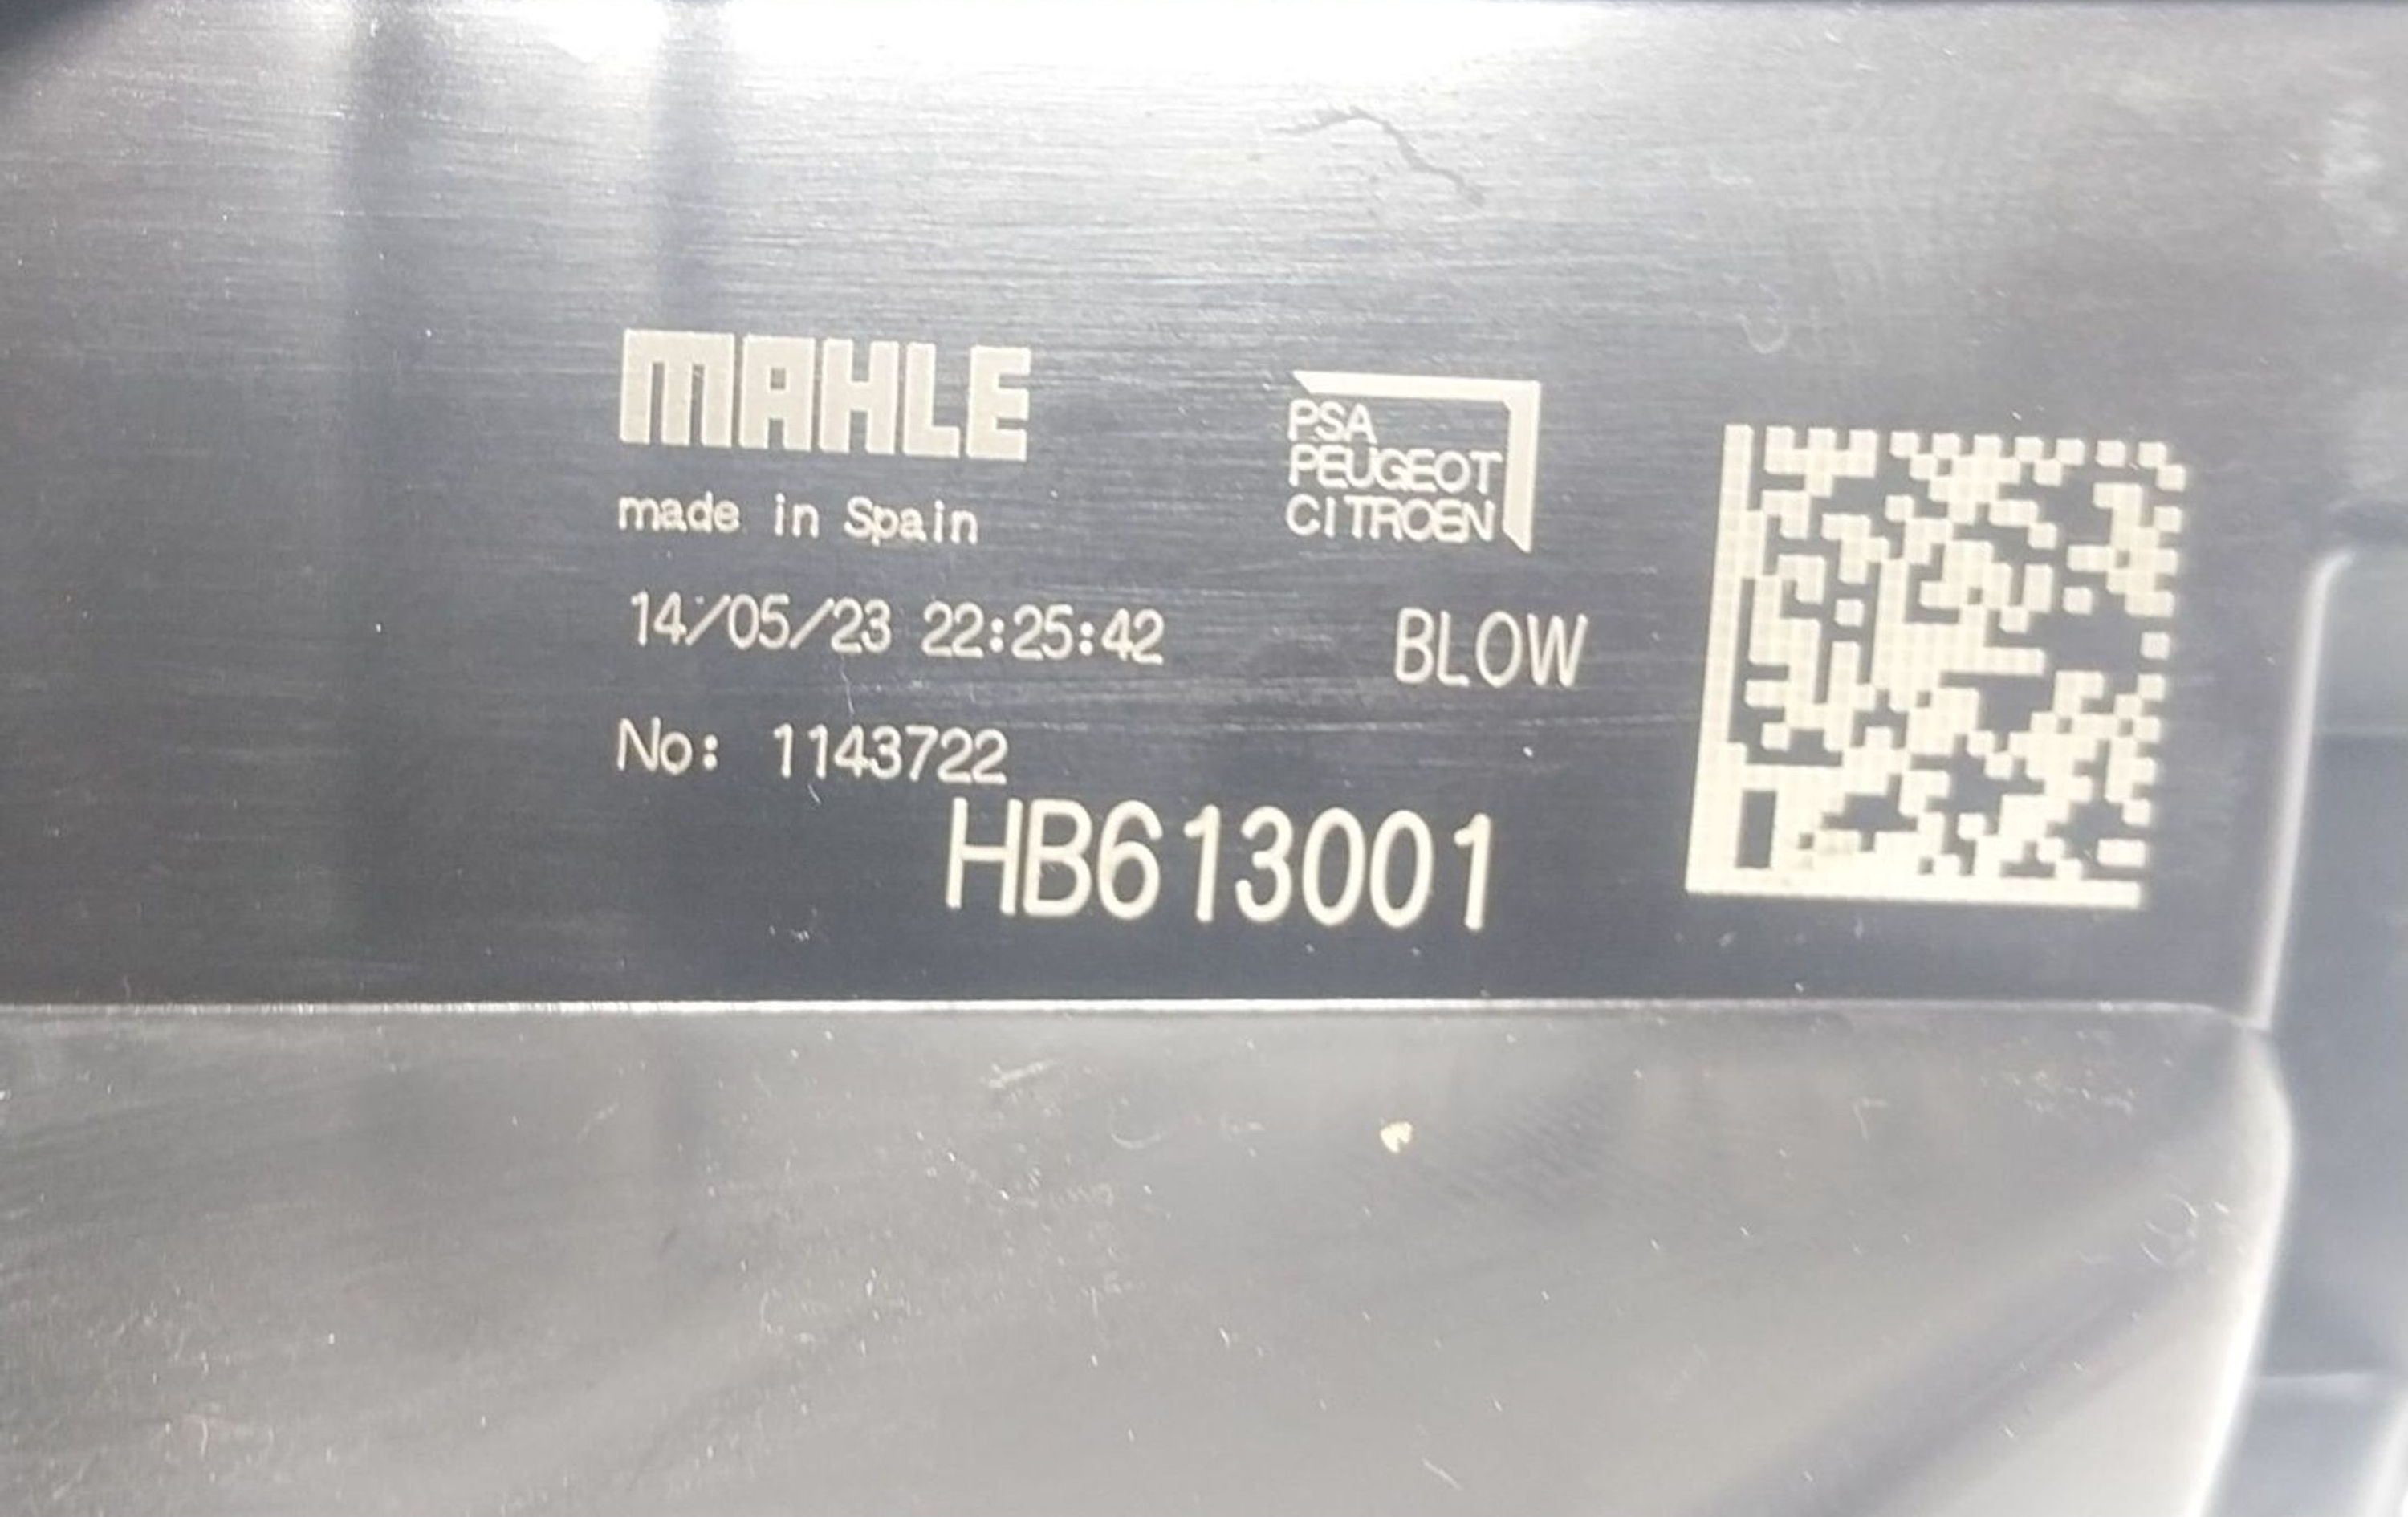 MAHLE
made in Spain
PSA
PEUGEOT
CITROEN
14/05/23 22:25:42
BLOW
No: 1143722
HB613001